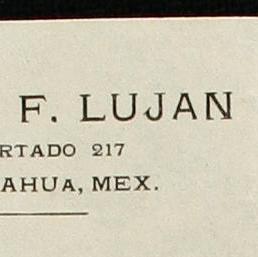 F. LUJAN
RTADO 217
AHUA, MEX.